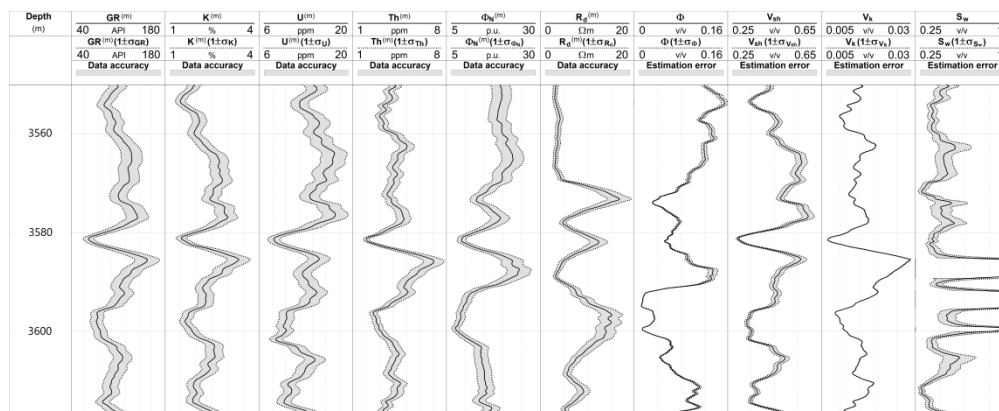 Depth GR(m) K(m) U(m) Th(m) ΦN(m) Rd(m) Φ Vsh Vk Sw
(m) 40 API 180 1 % 4 6 ppm 20 1 ppm 8 5 p.u. 30 0 Ωm 20 0 v/v 0.16 0.25 v/v 0.65 0.005 v/v 0.03 0.25 v/v
GR(m)(1±σGR) K(m)(1±σK) U(m)(1±σU) Th(m)(1±σTh) ΦN(m)(1±σΦN) Rd(m)(1±σRd) Φ(1±σΦ) Vsh(1±σVsh) Vk(1±σVk) Sw(1±σSw)
40 API 180 1 % 4 6 ppm 20 1 ppm 8 5 p.u. 30 0 Ωm 20 0 v/v 0.16 0.25 v/v 0.65 0.005 v/v 0.03 0.25 v/v
Data accuracy Data accuracy Data accuracy Data accuracy Data accuracy Data accuracy Estimation error Estimation error Estimation error Estimation error
3560
3580
3600